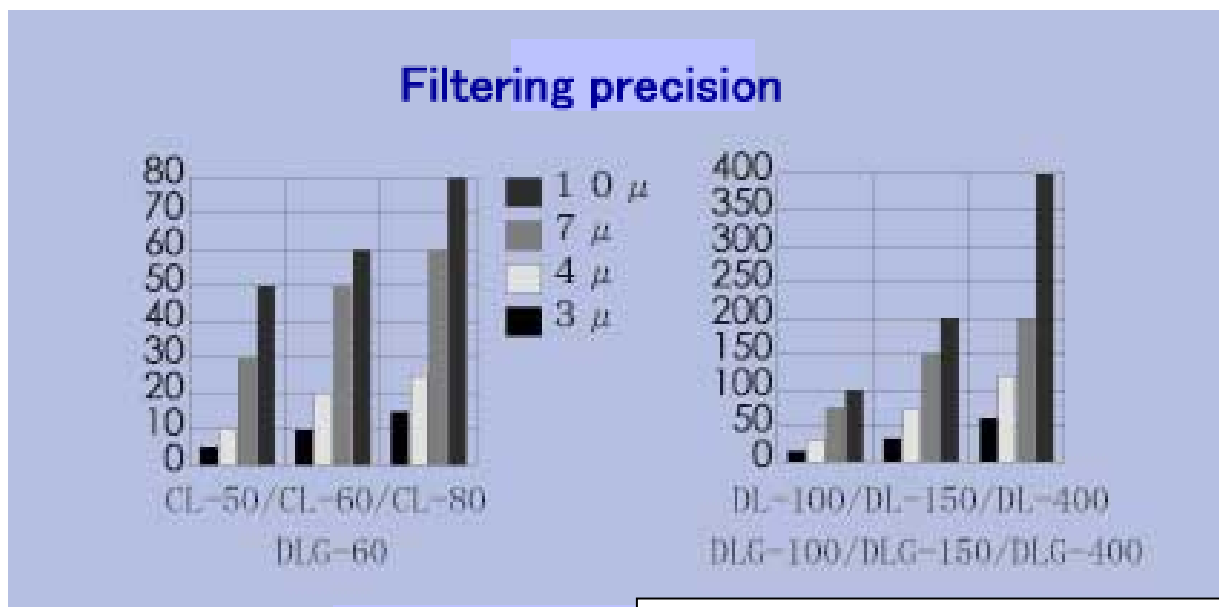 Filtering precision
80
70
60
50
40
30
20
10
0
CL-50/CL-60/CL-80
DLG-60
10 μ
7 μ
4 μ
3 μ
400
350
300
250
200
150
100
50
0
DL-100/DL-150/DL-400
DLG-100/DLG-150/DLG-400